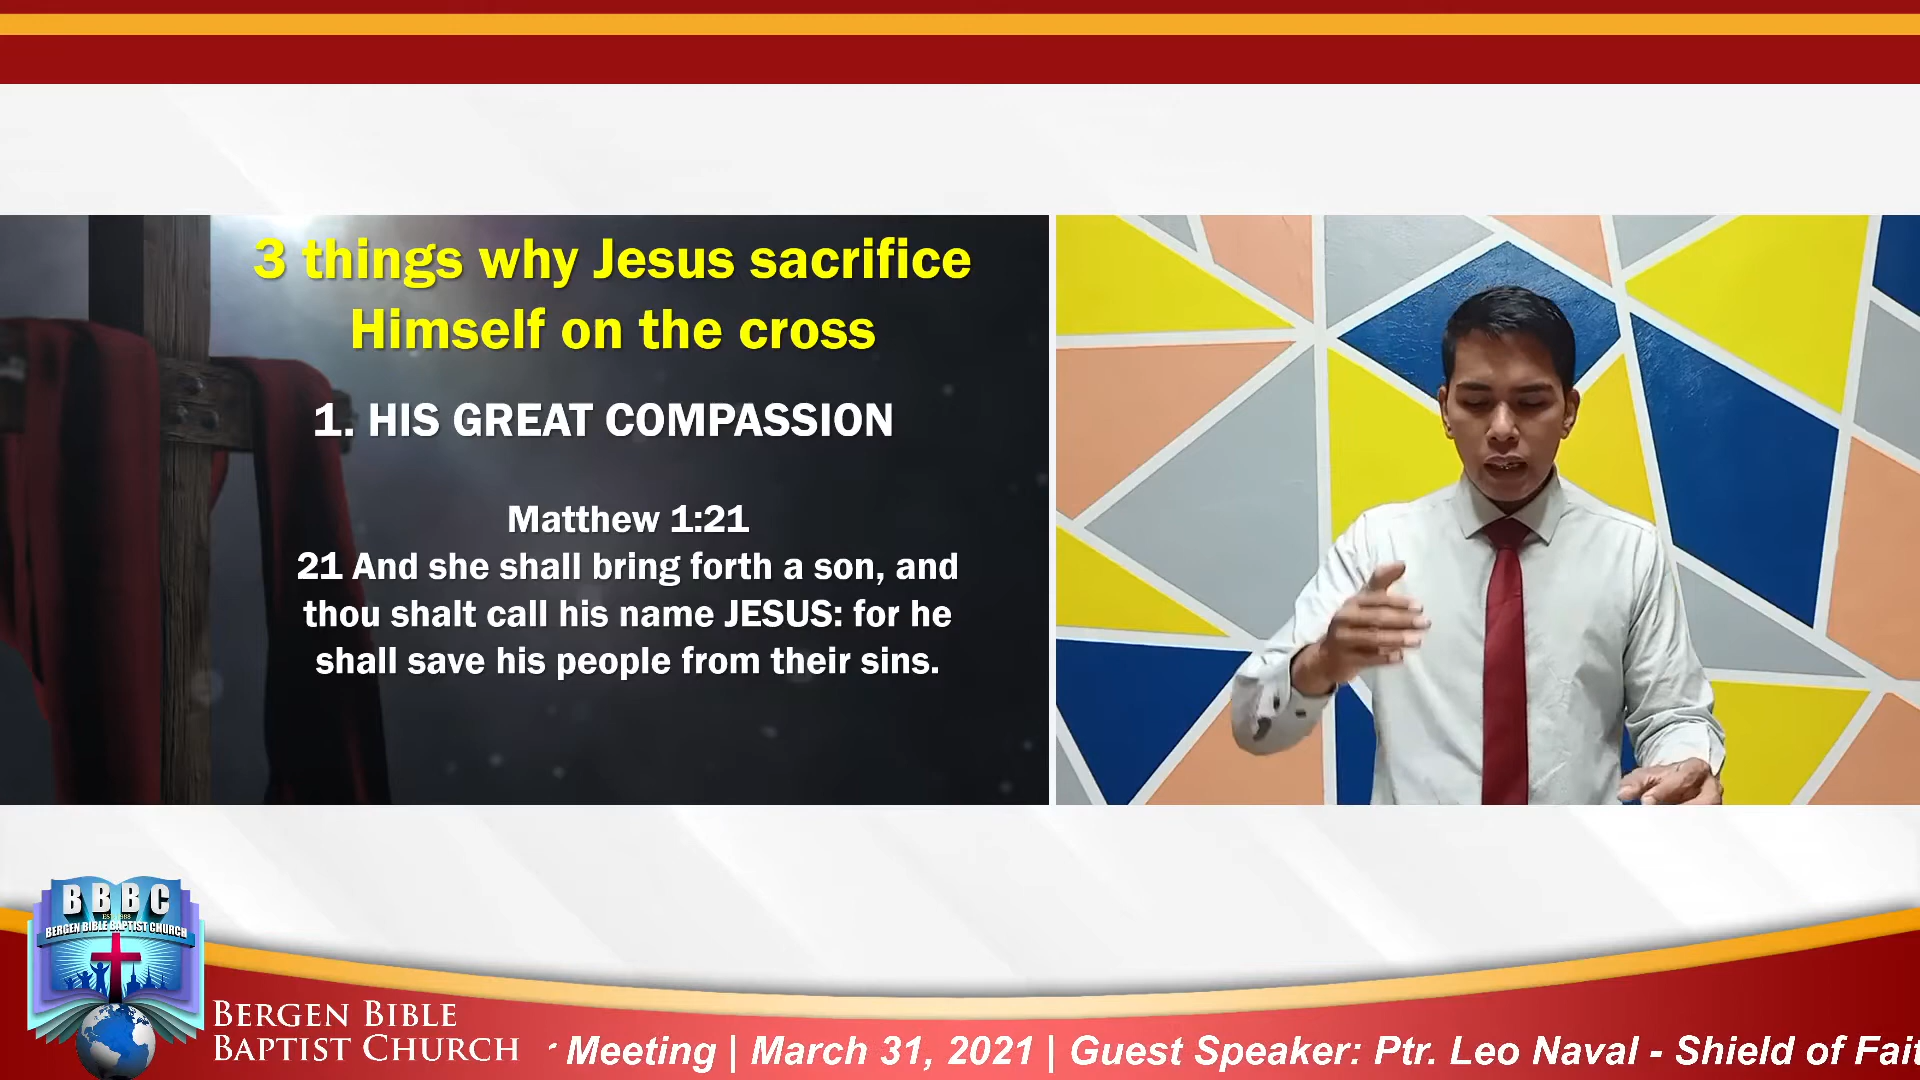 3 things why Jesus sacrifice
Himself on the cross
1. HIS GREAT COMPASSION
Matthew 1:21
21 And she shall bring forth a son, and
thou shalt call his name JESUS: for he
shall save his people from their sins.
B B B C
BERGEN BIBLE BAPTIST CHURCH
BERGEN BIBLE
BAPTIST CHURCH
Meeting | March 31, 2021 | Guest Speaker: Ptr. Leo Naval - Shield of Fait